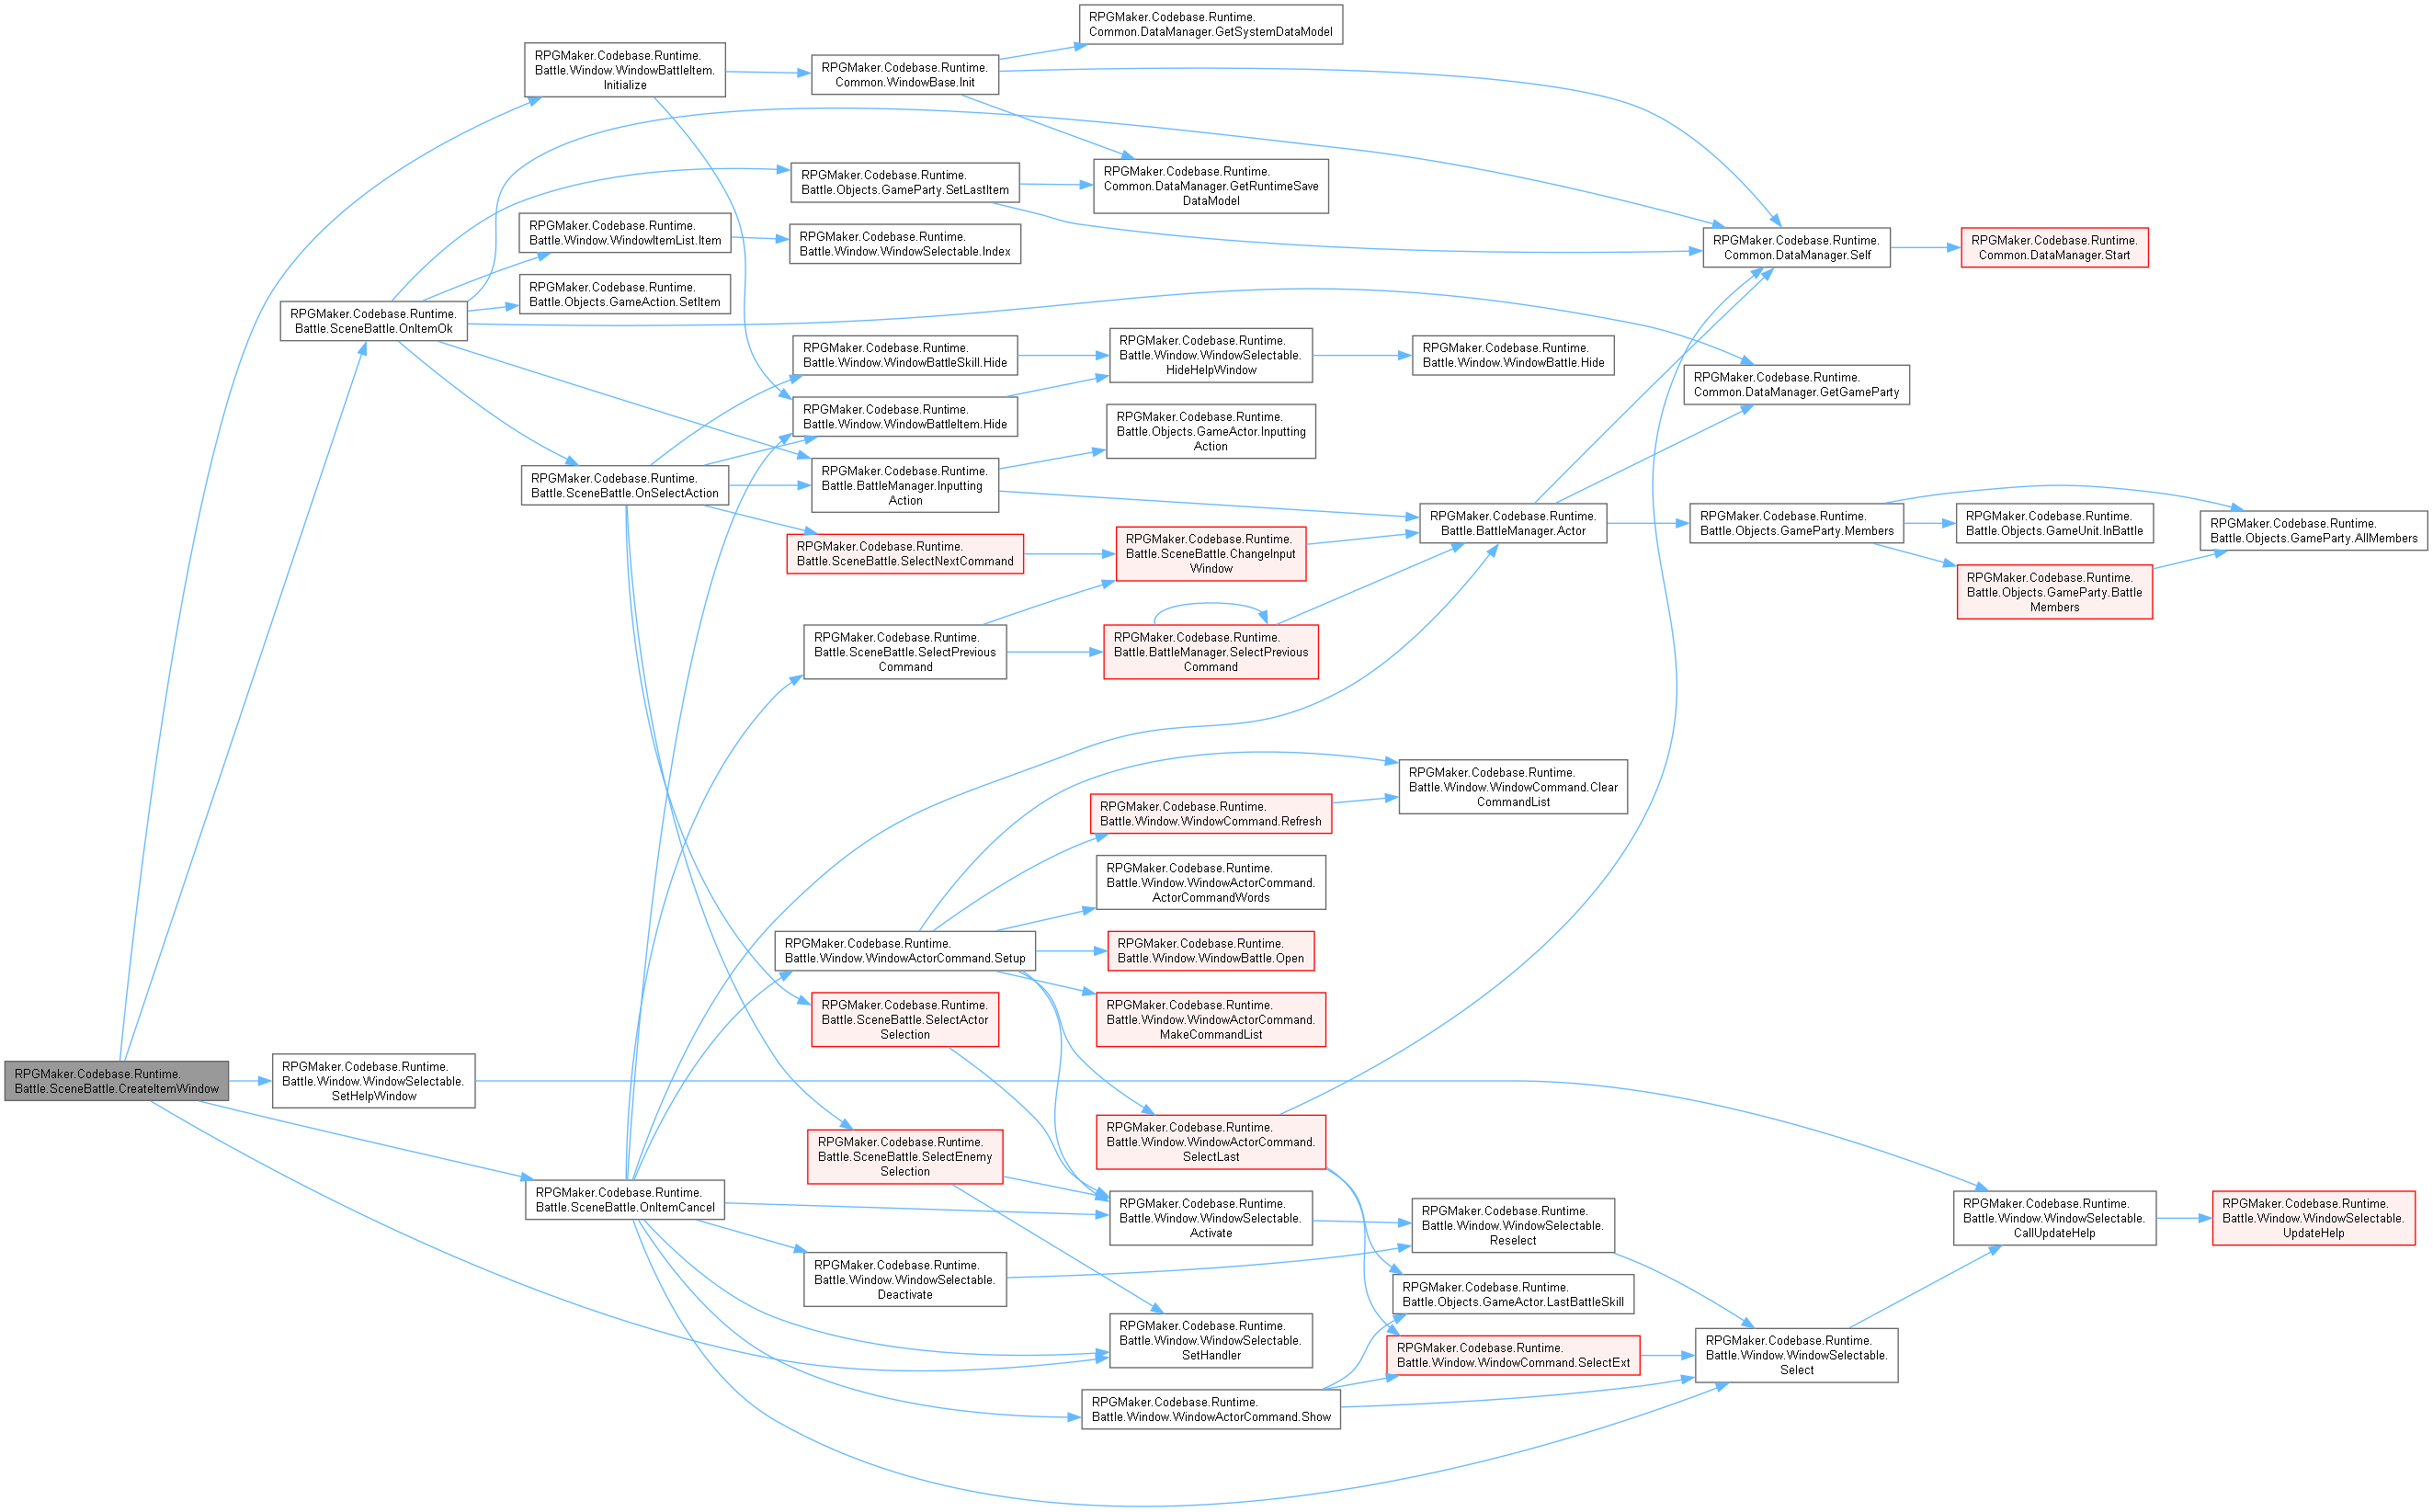 RPGMaker.Codebase.Runtime.
Battle.SceneBattle.CreateItemWindow
RPGMaker.Codebase.Runtime.
Battle.Window.WindowBattleItem.
Initialize
RPGMaker.Codebase.Runtime.
Common.WindowBase.Init
RPGMaker.Codebase.Runtime.
Common.DataManager.GetSystemDataModel
RPGMaker.Codebase.Runtime.
Battle.Objects.GameParty.SetLastItem
RPGMaker.Codebase.Runtime.
Common.DataManager.GetRuntimeSave
DataModel
RPGMaker.Codebase.Runtime.
Battle.Window.WindowItemList.Item
RPGMaker.Codebase.Runtime.
Battle.Window.WindowSelectable.Index
RPGMaker.Codebase.Runtime.
Common.DataManager.Self
RPGMaker.Codebase.Runtime.
Common.DataManager.Start
RPGMaker.Codebase.Runtime.
Battle.Objects.GameAction.SetItem
RPGMaker.Codebase.Runtime.
Battle.SceneBattle.OnItemOk
RPGMaker.Codebase.Runtime.
Battle.Window.WindowBattleSkill.Hide
RPGMaker.Codebase.Runtime.
Battle.Window.WindowSelectable.
HideHelpWindow
RPGMaker.Codebase.Runtime.
Battle.Window.WindowBattle.Hide
RPGMaker.Codebase.Runtime.
Common.DataManager.GetGameParty
RPGMaker.Codebase.Runtime.
Battle.Window.WindowBattleItem.Hide
RPGMaker.Codebase.Runtime.
Battle.Objects.GameActor.Inputting
Action
RPGMaker.Codebase.Runtime.
Battle.SceneBattle.OnSelectAction
RPGMaker.Codebase.Runtime.
Battle.BattleManager.Inputting
Action
RPGMaker.Codebase.Runtime.
Battle.BattleManager.Actor
RPGMaker.Codebase.Runtime.
Battle.Objects.GameParty.Members
RPGMaker.Codebase.Runtime.
Battle.Objects.GameUnit.InBattle
RPGMaker.Codebase.Runtime.
Battle.Objects.GameParty.AllMembers
RPGMaker.Codebase.Runtime.
Battle.SceneBattle.SelectNextCommand
RPGMaker.Codebase.Runtime.
Battle.SceneBattle.ChangeInput
Window
RPGMaker.Codebase.Runtime.
Battle.Objects.GameParty.Battle
Members
RPGMaker.Codebase.Runtime.
Battle.SceneBattle.SelectPrevious
Command
RPGMaker.Codebase.Runtime.
Battle.BattleManager.SelectPrevious
Command
RPGMaker.Codebase.Runtime.
Battle.Window.WindowCommand.Clear
CommandList
RPGMaker.Codebase.Runtime.
Battle.Window.WindowCommand.Refresh
RPGMaker.Codebase.Runtime.
Battle.Window.WindowActorCommand.
ActorCommandWords
RPGMaker.Codebase.Runtime.
Battle.Window.WindowActorCommand.Setup
RPGMaker.Codebase.Runtime.
Battle.Window.WindowBattle.Open
RPGMaker.Codebase.Runtime.
Battle.SceneBattle.SelectActor
Selection
RPGMaker.Codebase.Runtime.
Battle.Window.WindowActorCommand.
MakeCommandList
RPGMaker.Codebase.Runtime.
Battle.Window.WindowSelectable.
SetHelpWindow
RPGMaker.Codebase.Runtime.
Battle.SceneBattle.SelectEnemy
Selection
RPGMaker.Codebase.Runtime.
Battle.Window.WindowActorCommand.
SelectLast
RPGMaker.Codebase.Runtime.
Battle.SceneBattle.OnItemCancel
RPGMaker.Codebase.Runtime.
Battle.Window.WindowSelectable.
Activate
RPGMaker.Codebase.Runtime.
Battle.Window.WindowSelectable.
Reselect
RPGMaker.Codebase.Runtime.
Battle.Window.WindowSelectable.
CallUpdateHelp
RPGMaker.Codebase.Runtime.
Battle.Window.WindowSelectable.
UpdateHelp
RPGMaker.Codebase.Runtime.
Battle.Window.WindowSelectable.
Deactivate
RPGMaker.Codebase.Runtime.
Battle.Objects.GameActor.LastBattleSkill
RPGMaker.Codebase.Runtime.
Battle.Window.WindowSelectable.
SetHandler
RPGMaker.Codebase.Runtime.
Battle.Window.WindowCommand.SelectExt
RPGMaker.Codebase.Runtime.
Battle.Window.WindowSelectable.
Select
RPGMaker.Codebase.Runtime.
Battle.Window.WindowActorCommand.Show